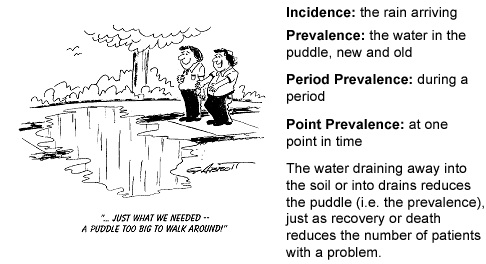 Incidence: the rain arriving
Prevalence: the water in the
puddle, new and old
Period Prevalence: during a
period
Point Prevalence: at one
point in time
The water draining away into
the soil or into drains reduces
the puddle (i.e. the prevalence),
just as recovery or death
reduces the number of patients
with a problem.
"... JUST WHAT WE NEEDED --
A PUDDLE TOO BIG TO WALK AROUND!"